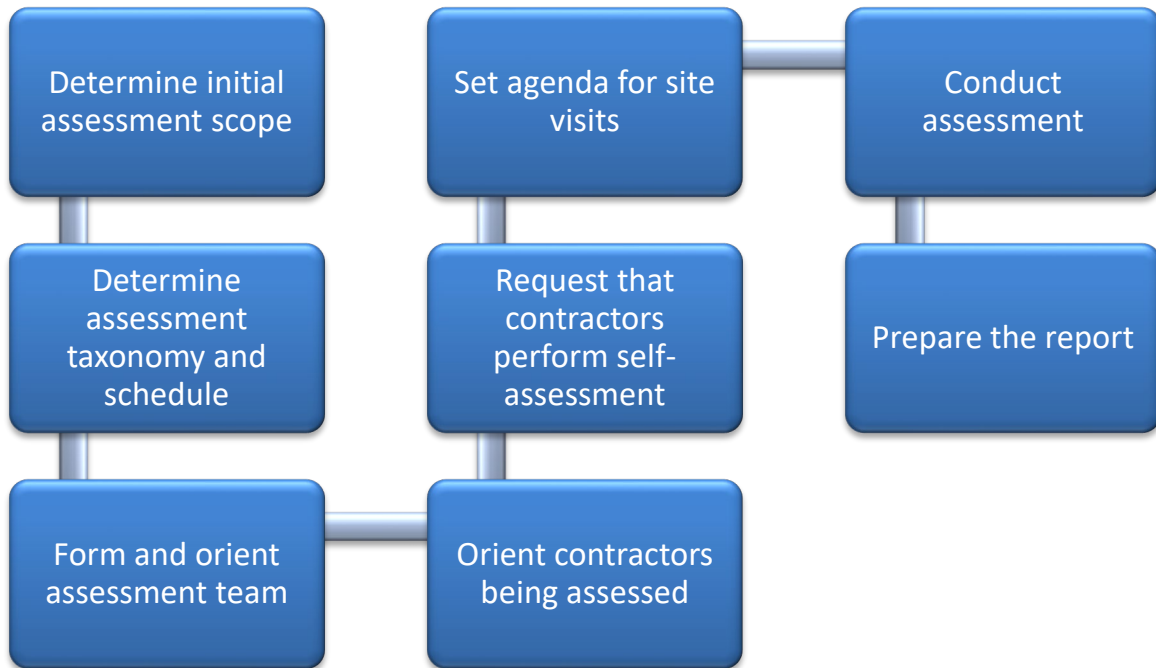 Determine initial
assessment scope
Determine
assessment
taxonomy and
schedule
Form and orient
assessment team
Orient contractors
being assessed
Request that
contractors
perform self-
assessment
Set agenda for site
visits
Conduct
assessment
Prepare the report